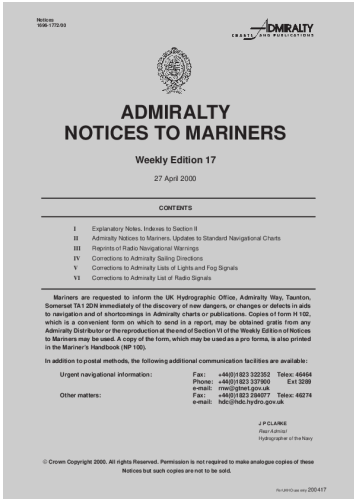 Notices
1698-1772/00
ADMIRALTY
CHARTS AND PUBLICATIONS
ADMIRALTY
NOTICES TO MARINERS
Weekly Edition 17
27 April 2000
CONTENTS
I Explanatory Notes. Indexes to Section II
II Admiralty Notices to Mariners. Updates to Standard Navigational Charts
III Reprints of Radio Navigational Warnings
IV Corrections to Admiralty Sailing Directions
V Corrections to Admiralty Lists of Lights and Fog Signals
VI Corrections to Admiralty List of Radio Signals
Mariners are requested to inform the UK Hydrographic Office, Admiralty Way, Taunton,
Somerset TA1 2DN immediately of the discovery of new dangers, or changes or defects in aids
to navigation and of shortcomings in Admiralty charts or publications. Copies of form H 102,
which is a convenient form on which to send in a report, may be obtained gratis from any
Admiralty Distributor or the reproduction at the end of Section VI of the Weekly Edition of Notices
to Mariners may be used. A copy of the form, which may be used as a pro forma, is also printed
in the Mariner's Handbook (NP 100).
In addition to postal methods, the following additional communication facilities are available:
Urgent navigational information: Fax: +44(0)1823 322352 Telex: 46464
Phone: +44(0)1823 337900 Ext 3289
e-mail: rnw@gtnet.gov.uk
Other matters: Fax: +44(0)1823 284077 Telex: 46274
e-mail: hdc@hdc.hydro.gov.uk
J P CLARKE
Rear Admiral
Hydrographer of the Navy
© Crown Copyright 2000. All rights Reserved. Permission is not required to make analogue copies of these
Notices but such copies are not to be sold.
200417